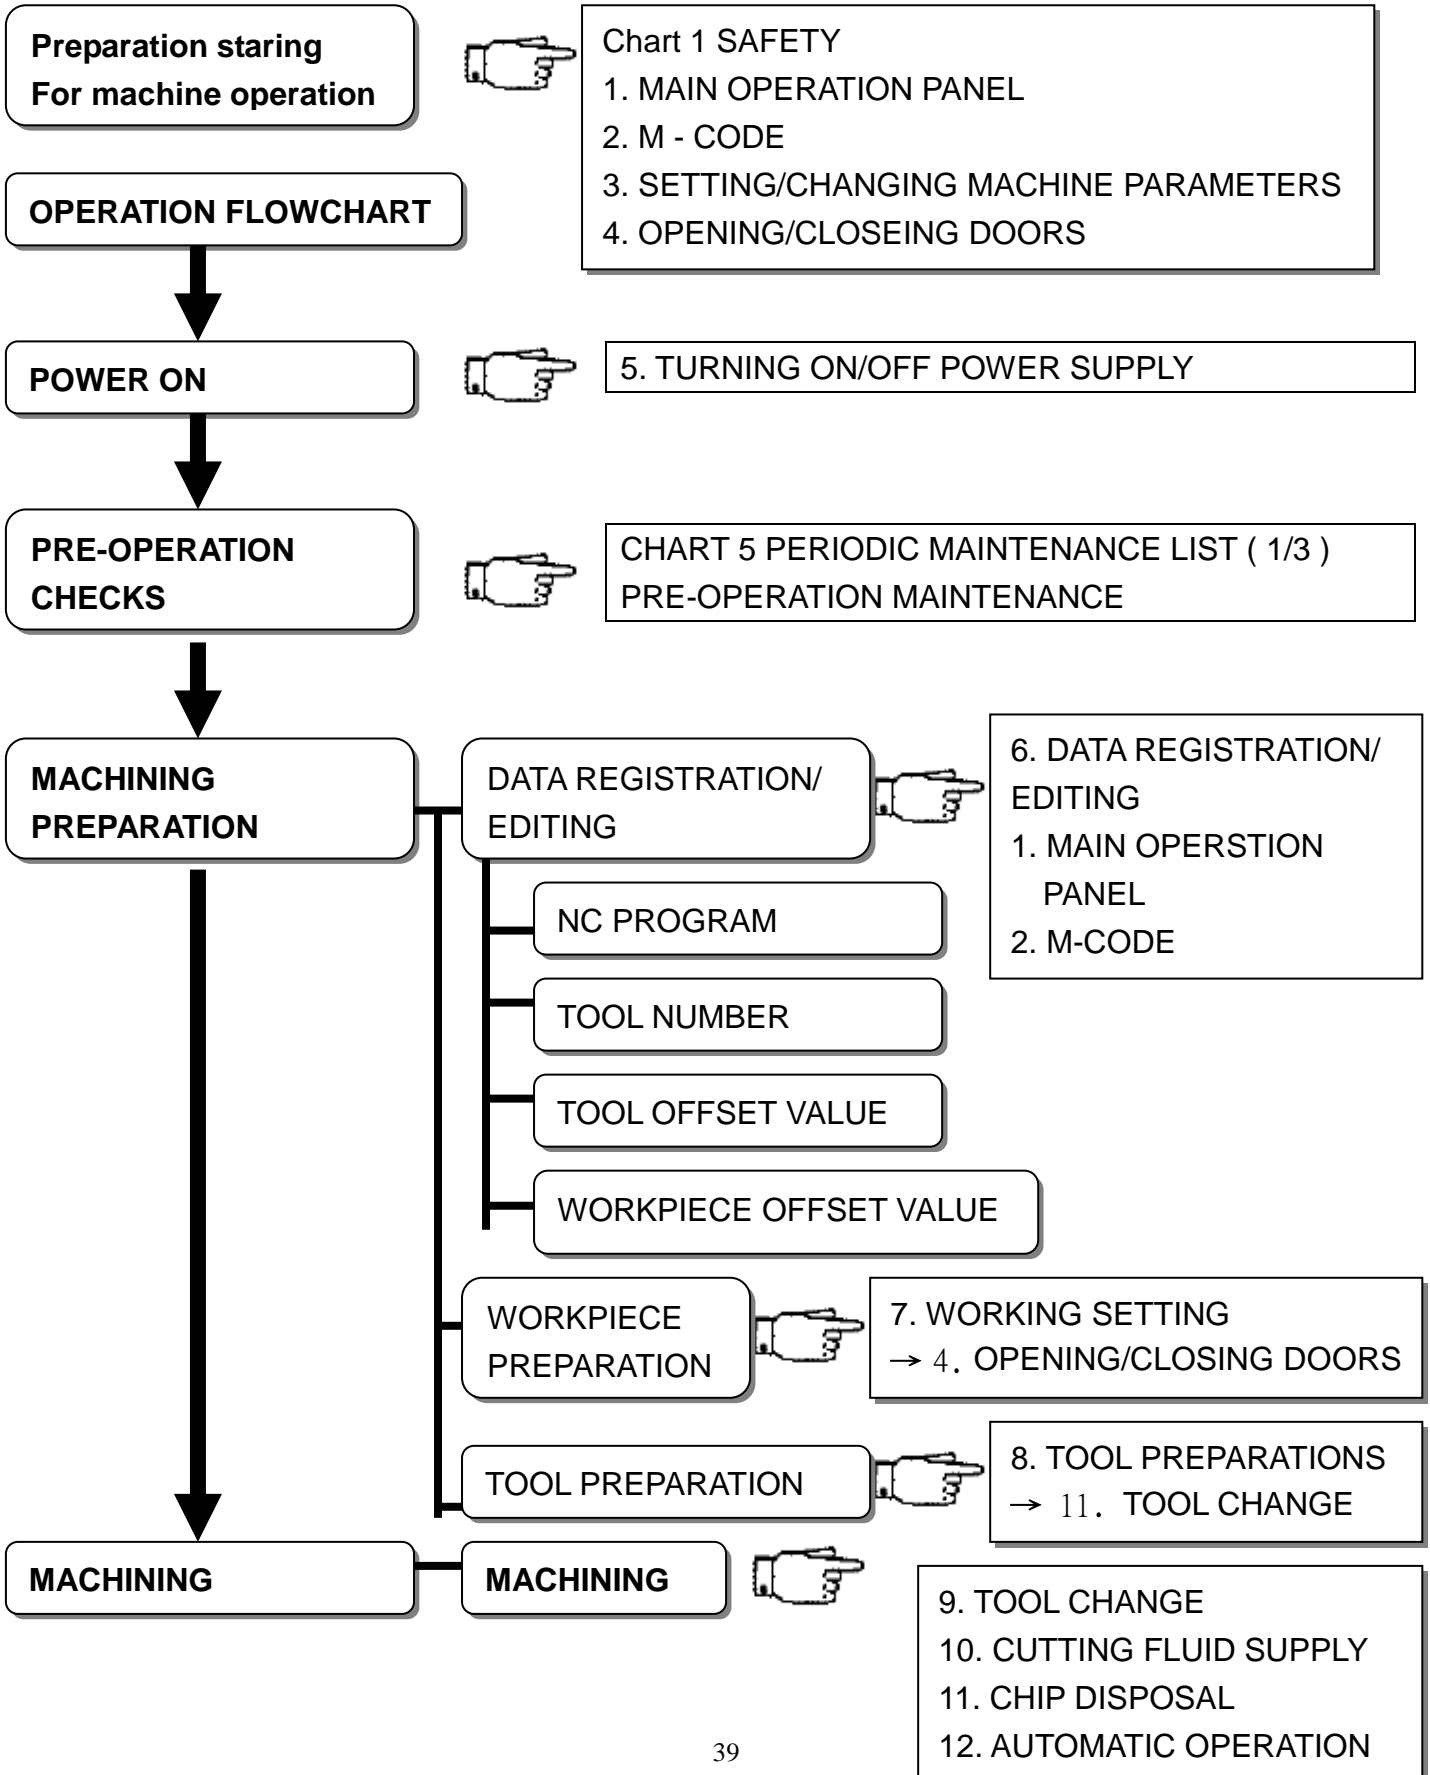 Preparation staring
For machine operation
Chart 1 SAFETY
1. MAIN OPERATION PANEL
2. M - CODE
3. SETTING/CHANGING MACHINE PARAMETERS
4. OPENING/CLOSEING DOORS
OPERATION FLOWCHART
POWER ON
5. TURNING ON/OFF POWER SUPPLY
PRE-OPERATION
CHECKS
CHART 5 PERIODIC MAINTENANCE LIST ( 1/3 )
PRE-OPERATION MAINTENANCE
MACHINING
PREPARATION
DATA REGISTRATION/
EDITING
6. DATA REGISTRATION/
EDITING
1. MAIN OPERSTION
PANEL
2. M-CODE
NC PROGRAM
TOOL NUMBER
TOOL OFFSET VALUE
WORKPIECE OFFSET VALUE
WORKPIECE
PREPARATION
7. WORKING SETTING
→ 4. OPENING/CLOSING DOORS
TOOL PREPARATION
8. TOOL PREPARATIONS
→ 11. TOOL CHANGE
MACHINING
MACHINING
9. TOOL CHANGE
10. CUTTING FLUID SUPPLY
11. CHIP DISPOSAL
12. AUTOMATIC OPERATION
39